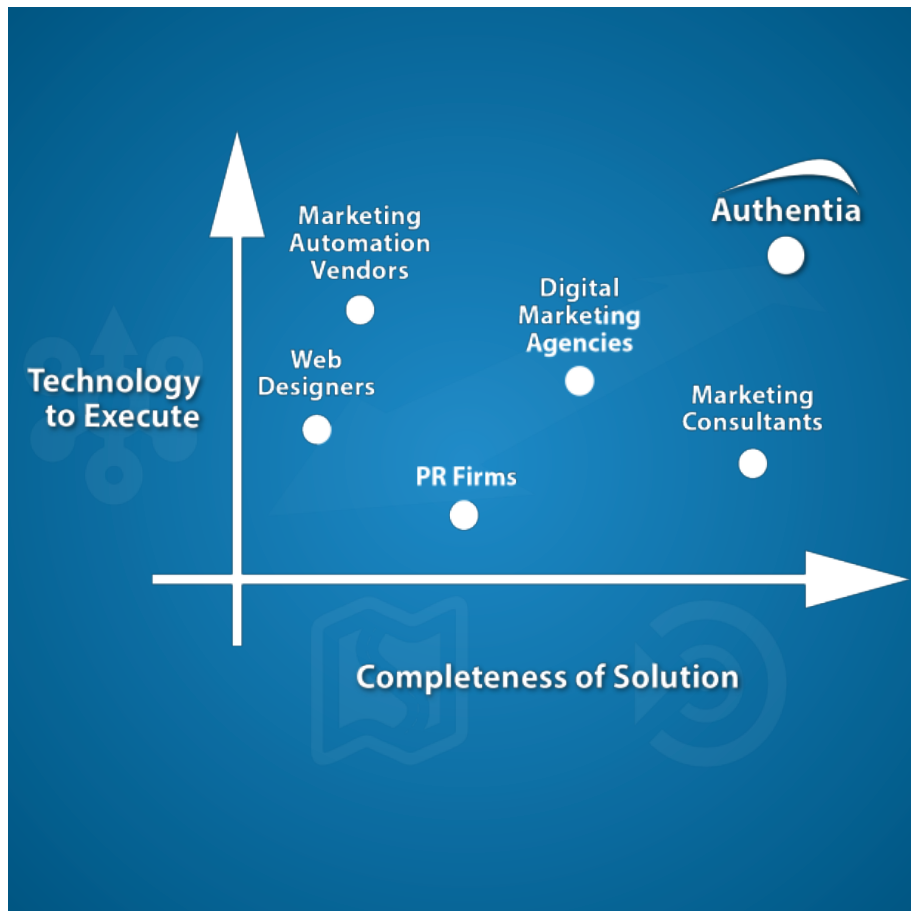 Authentia
Marketing
Automation
Vendors
Digital
Marketing
Agencies
Web
Designers
Technology
to Execute
Marketing
Consultants
PR Firms
Completeness of Solution